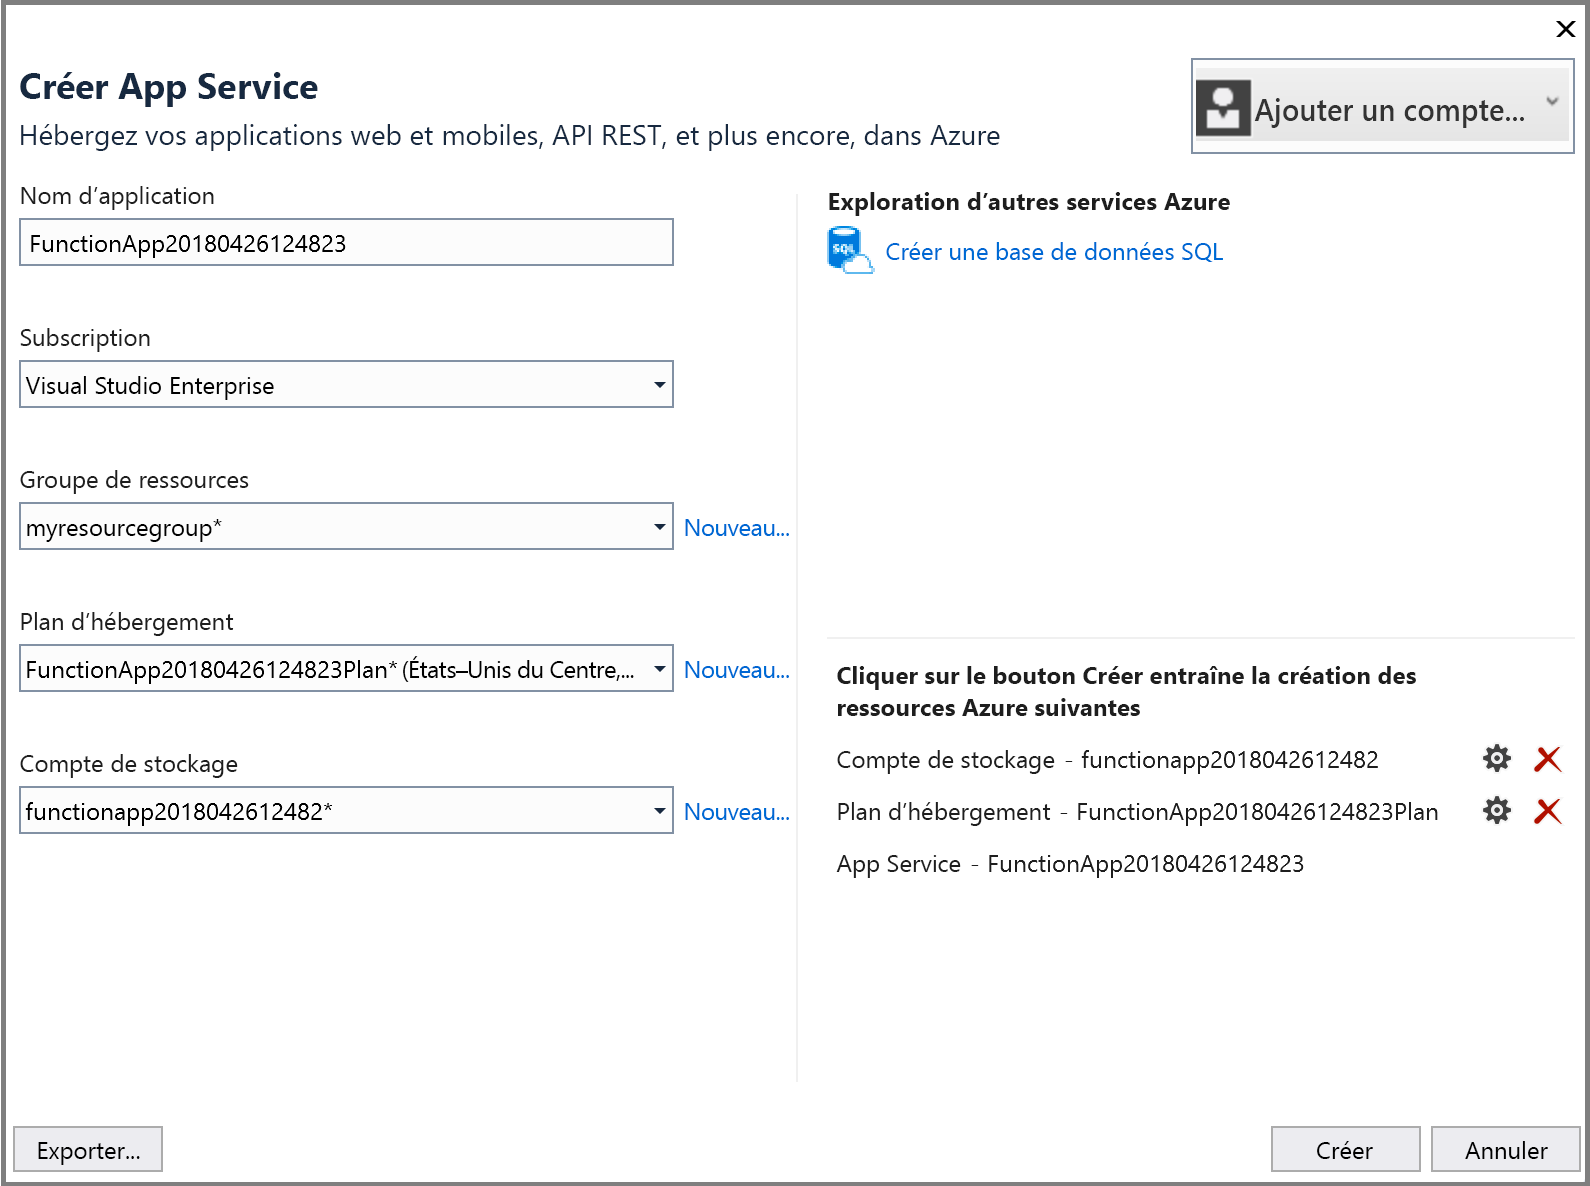 Créer App Service
Hébergez vos applications web et mobiles, API REST, et plus encore, dans Azure
Ajouter un compte...
Nom d’application
FunctionApp20180426124823
Subscription
Visual Studio Enterprise
Groupe de ressources
myresourcegroup*
Nouveau...
Plan d’hébergement
FunctionApp20180426124823Plan* (États–Unis du Centre,...
Nouveau...
Compte de stockage
functionapp2018042612482*
Nouveau...
Exploration d’autres services Azure
SQL
Créer une base de données SQL
Cliquer sur le bouton Créer entraîne la création des
ressources Azure suivantes
Compte de stockage - functionapp2018042612482
Plan d’hébergement - FunctionApp20180426124823Plan
App Service - FunctionApp20180426124823
Exporter...
Créer
Annuler